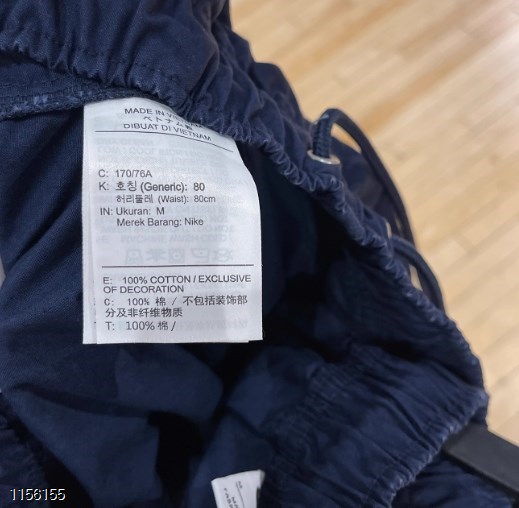 MADE IN VIETNAM
ベトナム製
DIBUAT DI VIETNAM
C: 170/76A
K: 호칭 (Generic): 80
허리둘레 (Waist): 80cm
IN: Ukuran: M
Merek Barang: Nike
E: 100% COTTON / EXCLUSIVE
OF DECORATION
C: 100% 棉 / 不包括装饰部
分及非纤维物质
T: 100% 棉 /
1156155